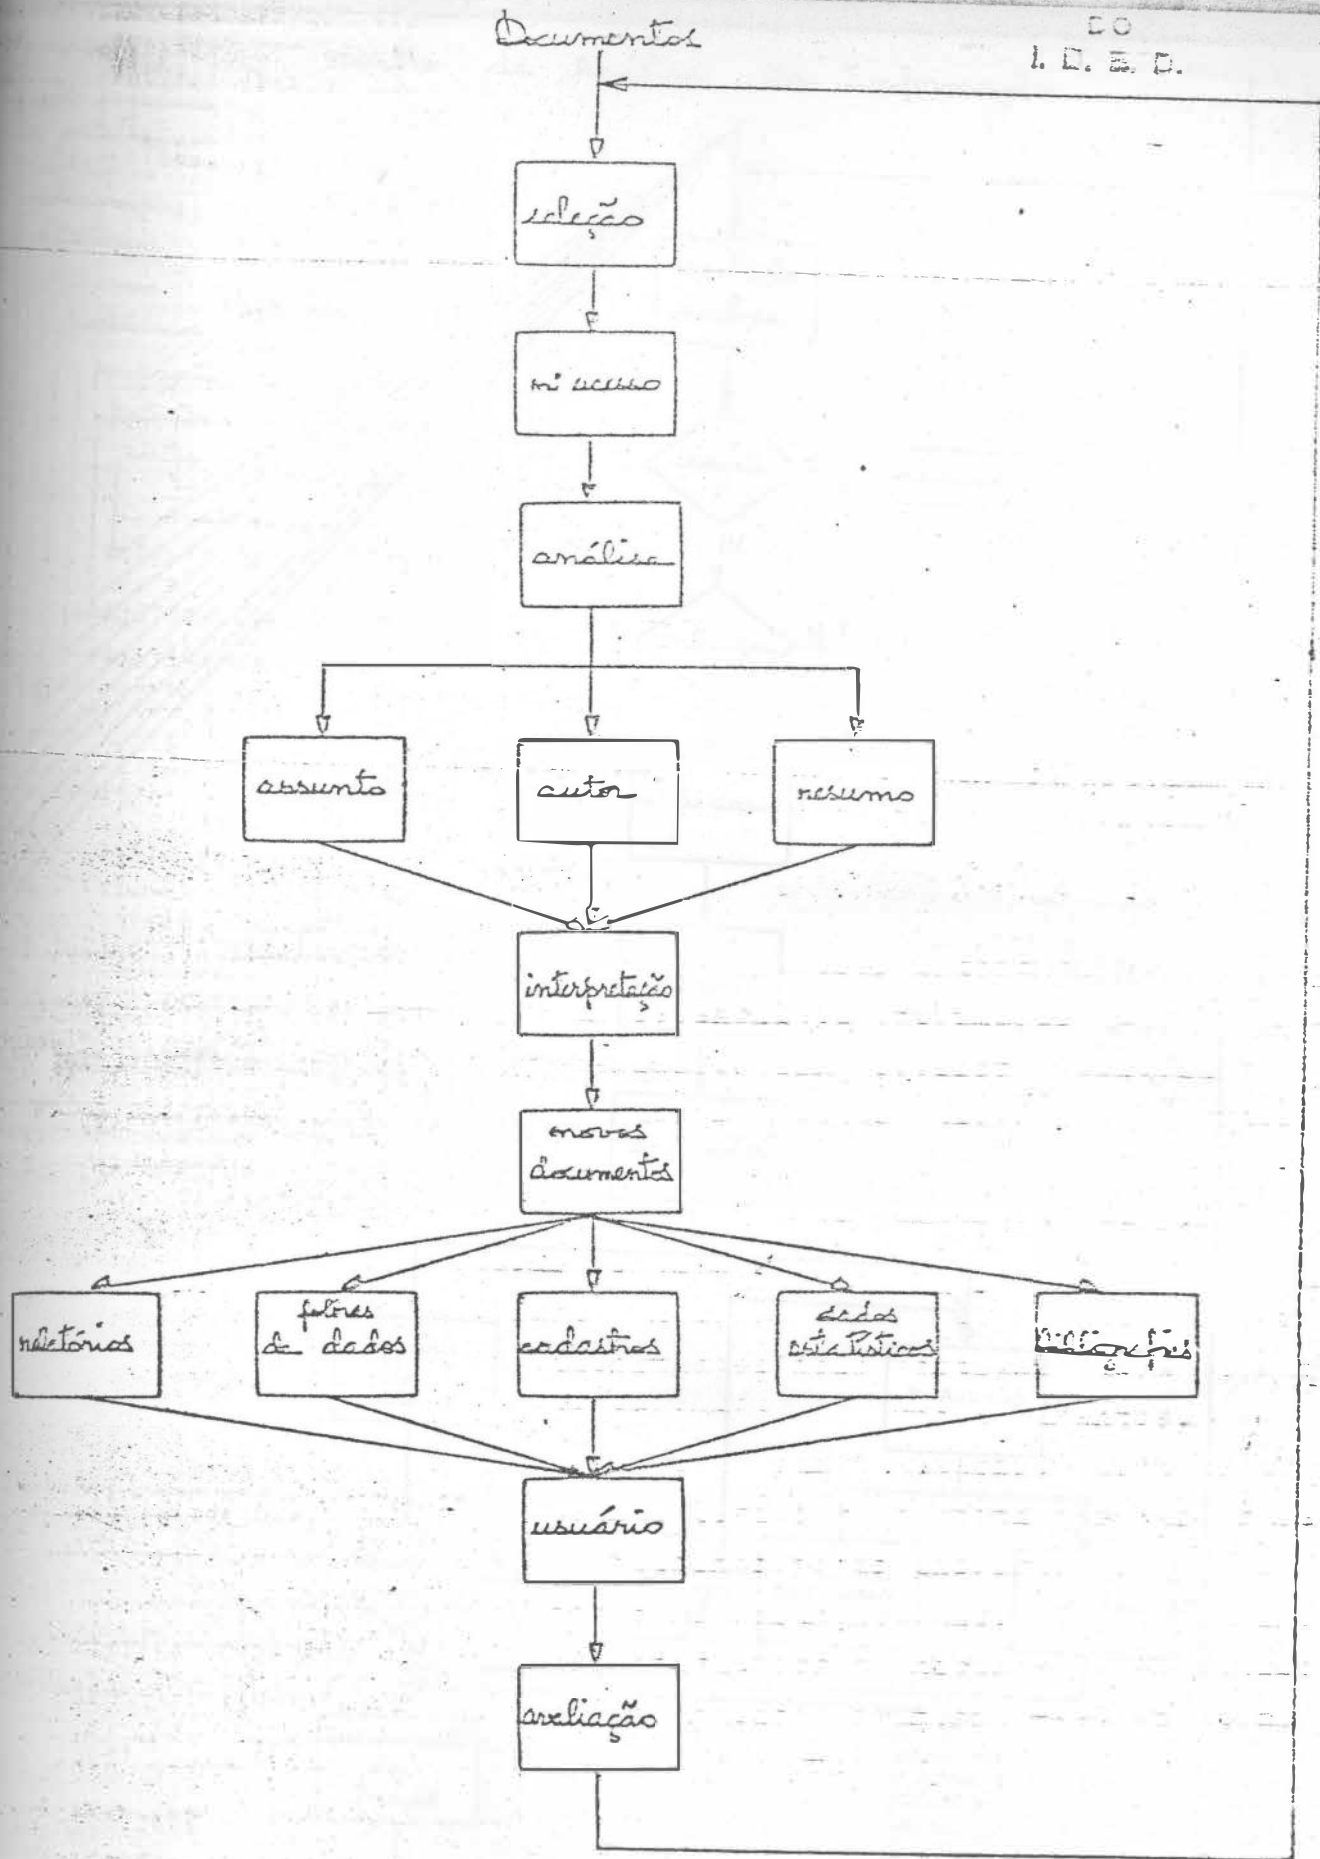 Documentos
DO
I. D. B. D.
seleção
nº acesso
análise
assunto
autor
resumo
interpretação
novos
documentos
relatórios
de dados
cadastros
dados
estatísticos
usuário
avaliação